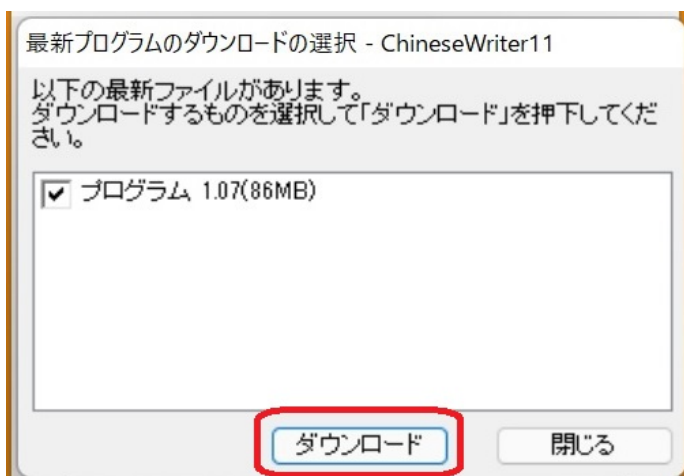 最新プログラムのダウンロードの選択 - ChineseWriter11
以下の最新ファイルがあります。
ダウンロードするものを選択して「ダウンロード」を押下してくだ
さい。
プログラム 1.07(86MB)
ダウンロード
閉じる